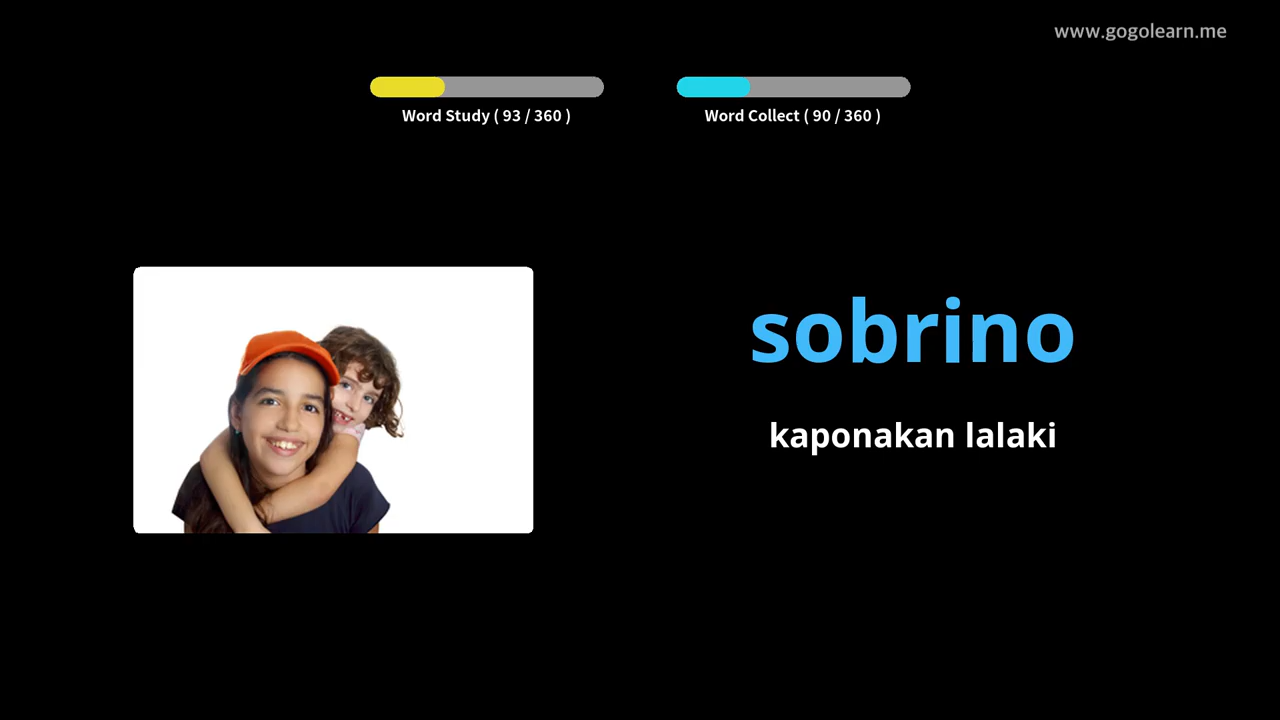 www.gogolearn.me
Word Study ( 93 / 360 )
Word Collect ( 90 / 360 )
sobrino
kaponakan lalaki